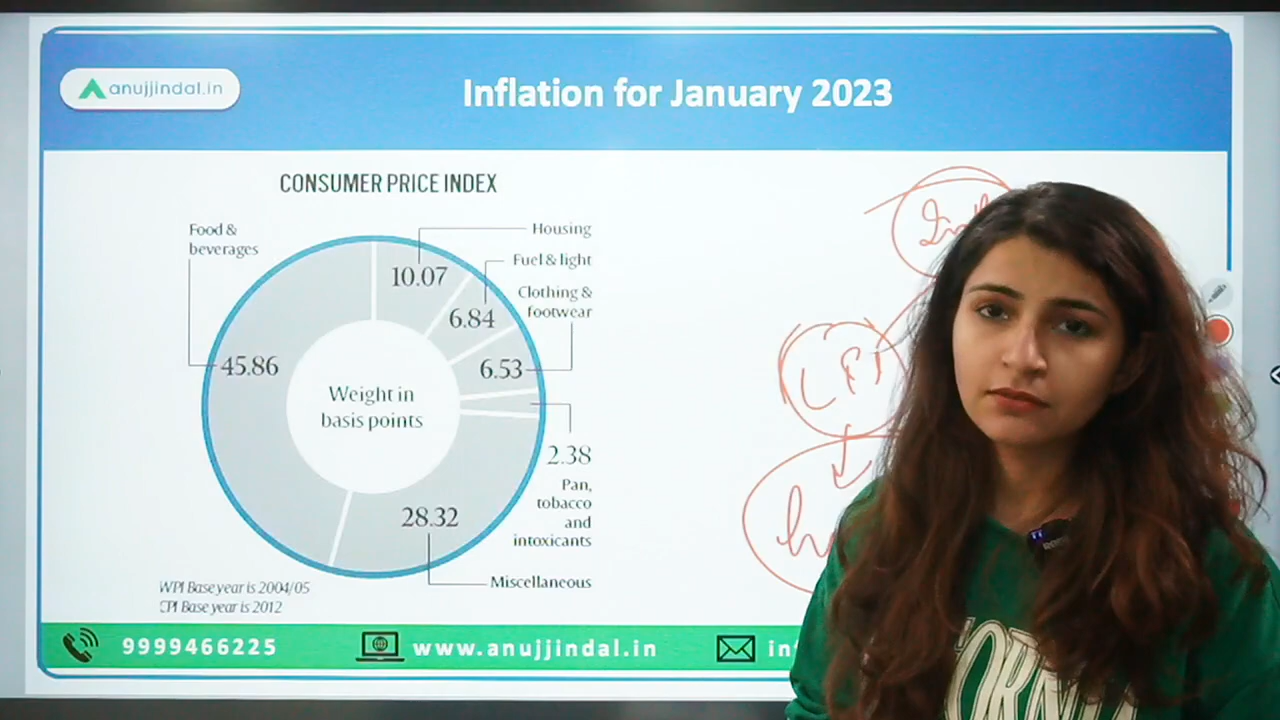 anujjindal.in
Inflation for January 2023
CONSUMER PRICE INDEX
Food &
beverages
Housing
10.07
Fuel & light
6.84
Clothing &
footwear
6.53
45.86
Weight in
basis points
2.38
Pan,
tobacco
and
intoxicants
28.32
Miscellaneous
WPI Base year is 2004/05
CPI Base year is 2012
9999466225
www.anujjindal.in